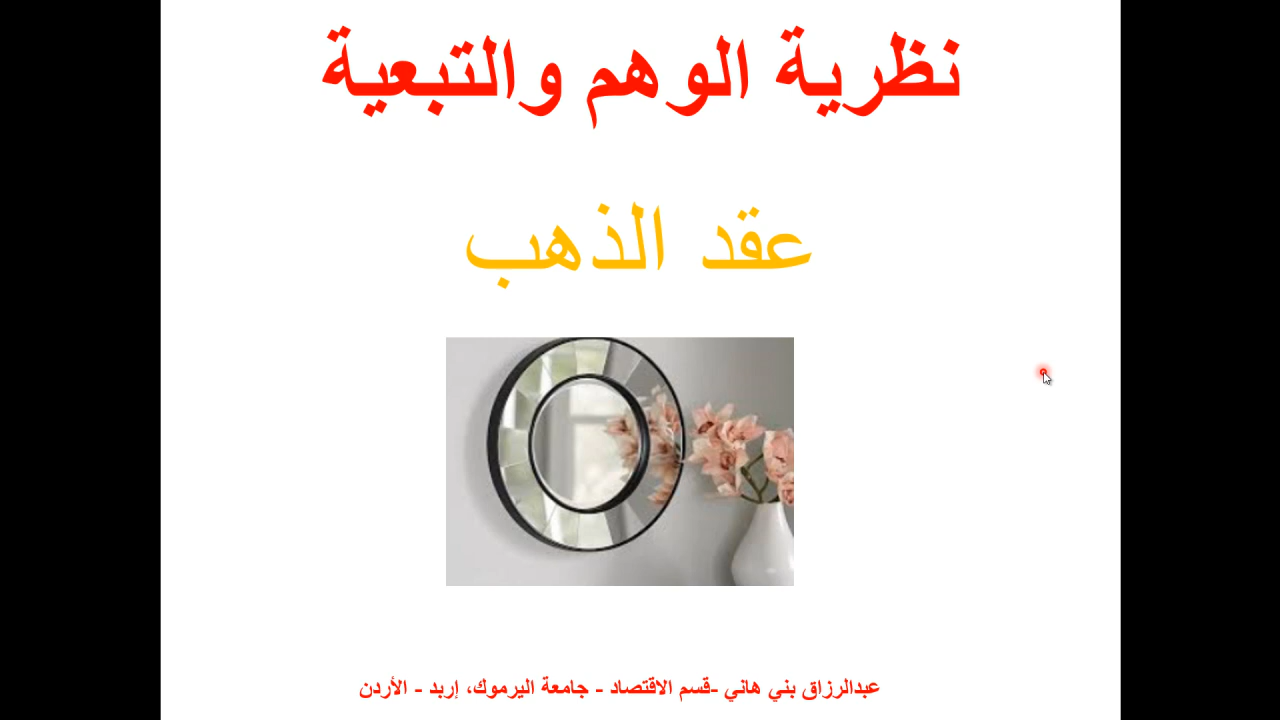 نظرية الوهم والتبعية
عقد الذهب
عبدالرزاق بني هاني -قسم الاقتصاد - جامعة اليرموك، إربد - الأردن